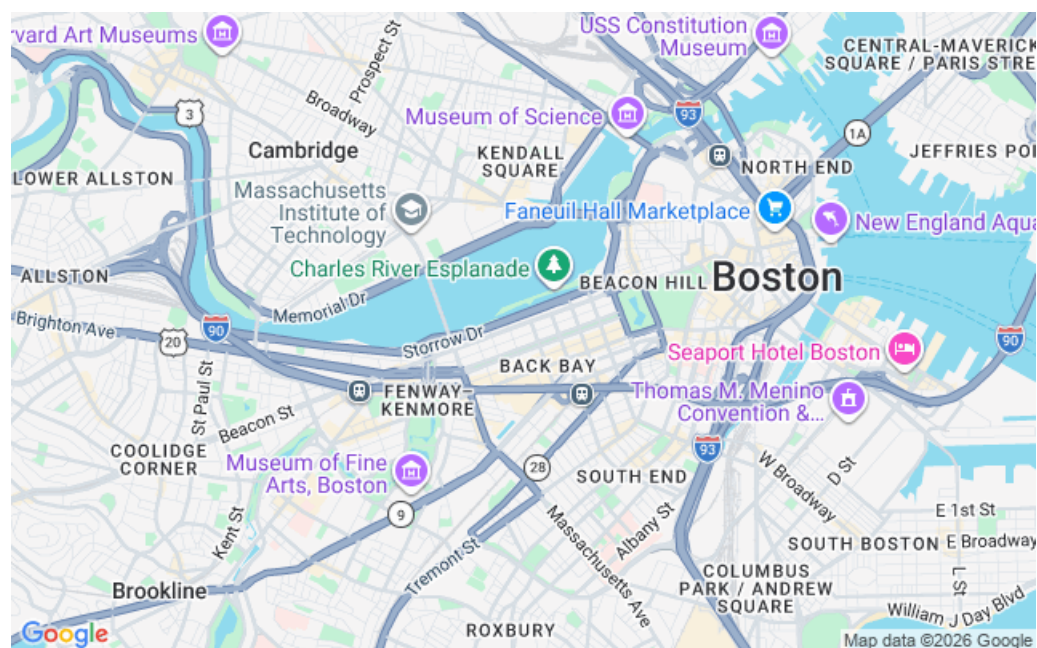 rvard Art Museums
USS Constitution
Museum
CENTRAL-MAVERICK
SQUARE / PARIS STRE
Prospect St
3
Broadway
Museum of Science
93
1A
Cambridge
KENDALL
SQUARE
NORTH END
JEFFRIES POI
LOWER ALLSTON
Massachusetts
Institute of
Technology
Faneuil Hall Marketplace
New England Aqua
Charles River Esplanade
ALLSTON
BEACON HILL
Boston
Memorial Dr
Brighton Ave
90
20
Storrow Dr
90
Seaport Hotel Boston
BACK BAY
St Paul St
FENWAY–
KENMORE
Thomas M. Menino
Convention &...
Beacon St
COOLIDGE
CORNER
93
Museum of Fine
Arts, Boston
28
SOUTH END
W Broadway
D St
9
Kent St
Massachusetts Ave
Albany St
E 1st St
SOUTH BOSTON
E Broadway
Tremont St
COLUMBUS
PARK / ANDREW
SQUARE
L St
Brookline
William J Day Blvd
ROXBURY
Google
Map data ©2026 Google